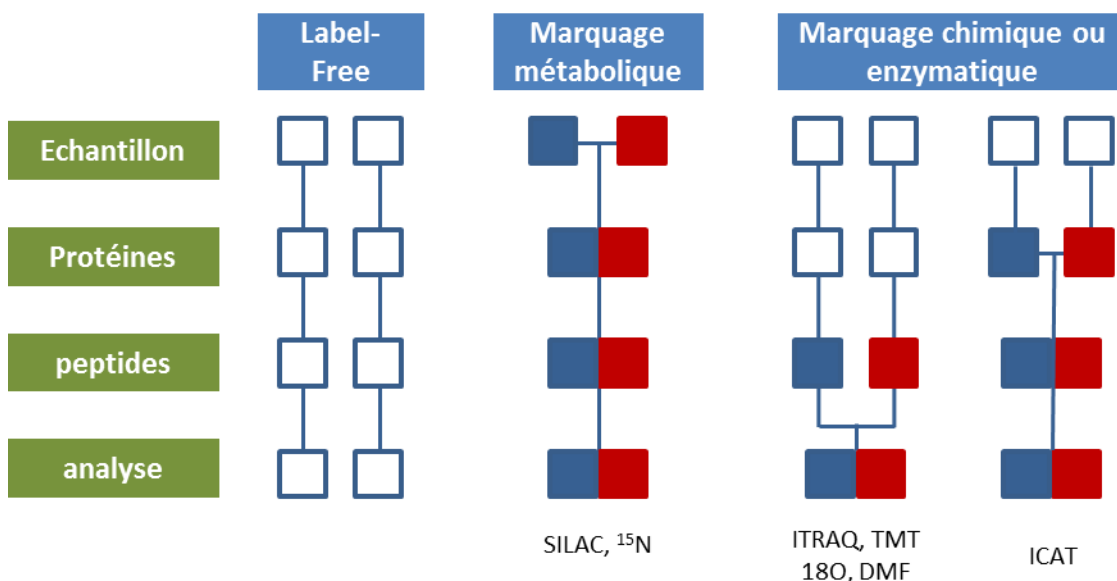 Label-
Free
Marquage
métabolique
Marquage chimique ou
enzymatique
Echantillon
Protéines
peptides
analyse
SILAC, ¹⁵N
ITRAQ, TMT
18O, DMF
ICAT